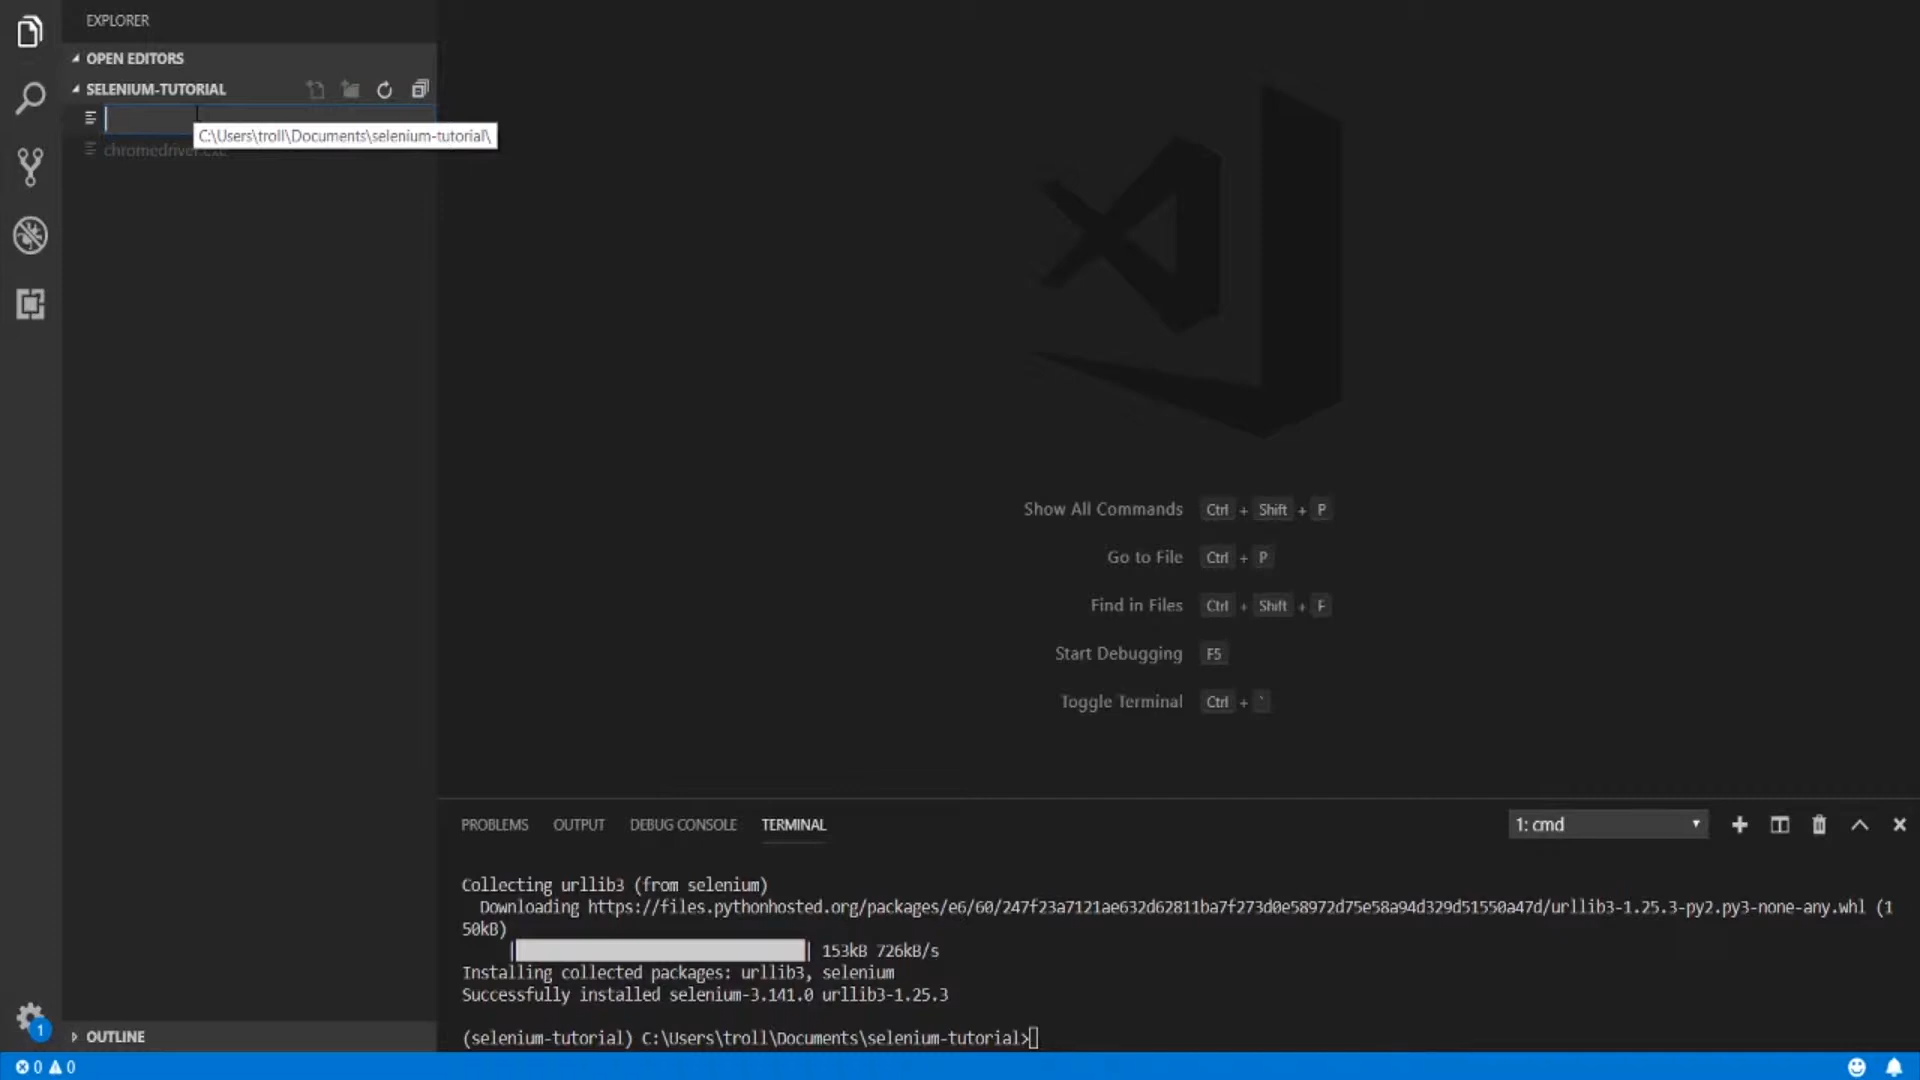 EXPLORER
OPEN EDITORS
SELENIUM-TUTORIAL
C:\Users\troll\Documents\selenium-tutorial\
chromedriver.exe
Show All Commands Ctrl + Shift + P
Go to File Ctrl + P
Find in Files Ctrl + Shift + F
Start Debugging F5
Toggle Terminal Ctrl + `
PROBLEMS OUTPUT DEBUG CONSOLE TERMINAL 1: cmd
Collecting urllib3 (from selenium)
Downloading https://files.pythonhosted.org/packages/e6/60/247f23a7121ae632d62811ba7f273d0e58972d75e58a94d329d51550a47d/urllib3-1.25.3-py2.py3-none-any.whl (1
50kB)
153kB 726kB/s
Installing collected packages: urllib3, selenium
Successfully installed selenium-3.141.0 urllib3-1.25.3
(selenium-tutorial) C:\Users\troll\Documents\selenium-tutorial>
1
OUTLINE
0 0